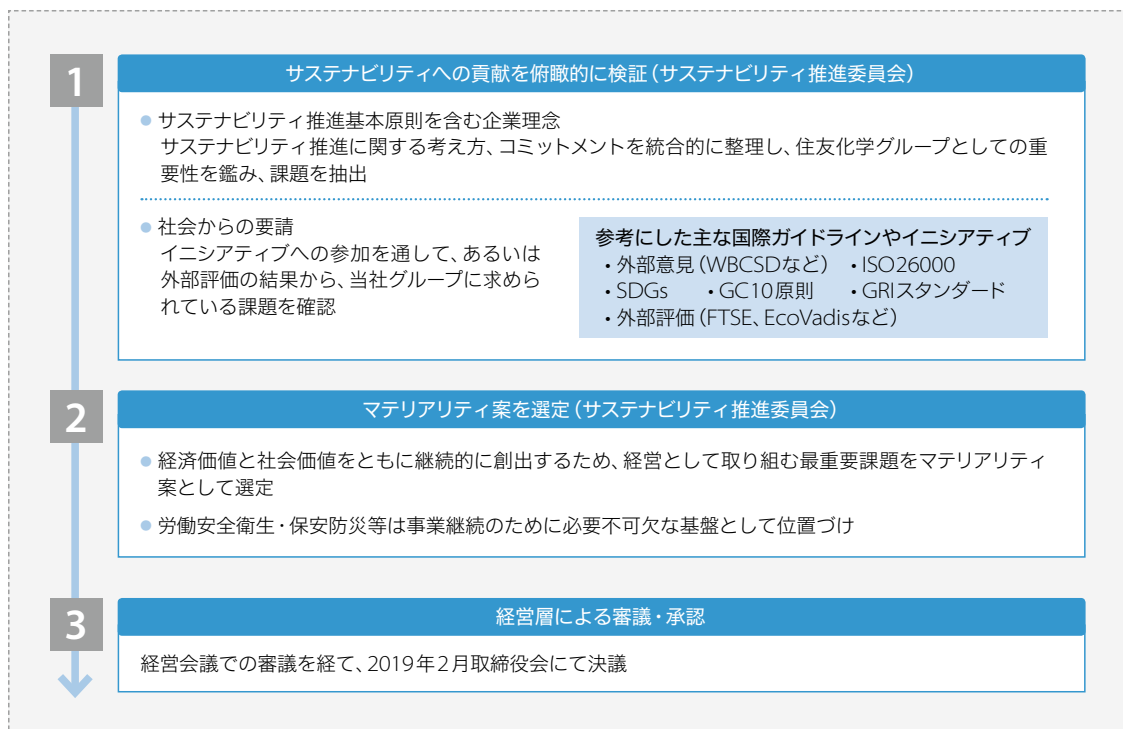 1
サステナビリティへの貢献を俯瞰的に検証（サステナビリティ推進委員会）
● サステナビリティ推進基本原則を含む企業理念
サステナビリティ推進に関する考え方、コミットメントを統合的に整理し、住友化学グループとしての重
要性を鑑み、課題を抽出
● 社会からの要請
イニシアティブへの参加を通して、あるいは
外部評価の結果から、当社グループに求めら
れている課題を確認
参考にした主な国際ガイドラインやイニシアティブ
・外部意見（WBCSDなど） ・ISO26000
・SDGs ・GC10原則 ・GRIスタンダード
・外部評価（FTSE、EcoVadisなど）
2
マテリアリティ案を選定（サステナビリティ推進委員会）
● 経済価値と社会価値をともに継続的に創出するため、経営として取り組む最重要課題をマテリアリティ
案として選定
● 労働安全衛生・保安防災等は事業継続のために必要不可欠な基盤として位置づけ
3
経営層による審議・承認
経営会議での審議を経て、2019年2月取締役会にて決議